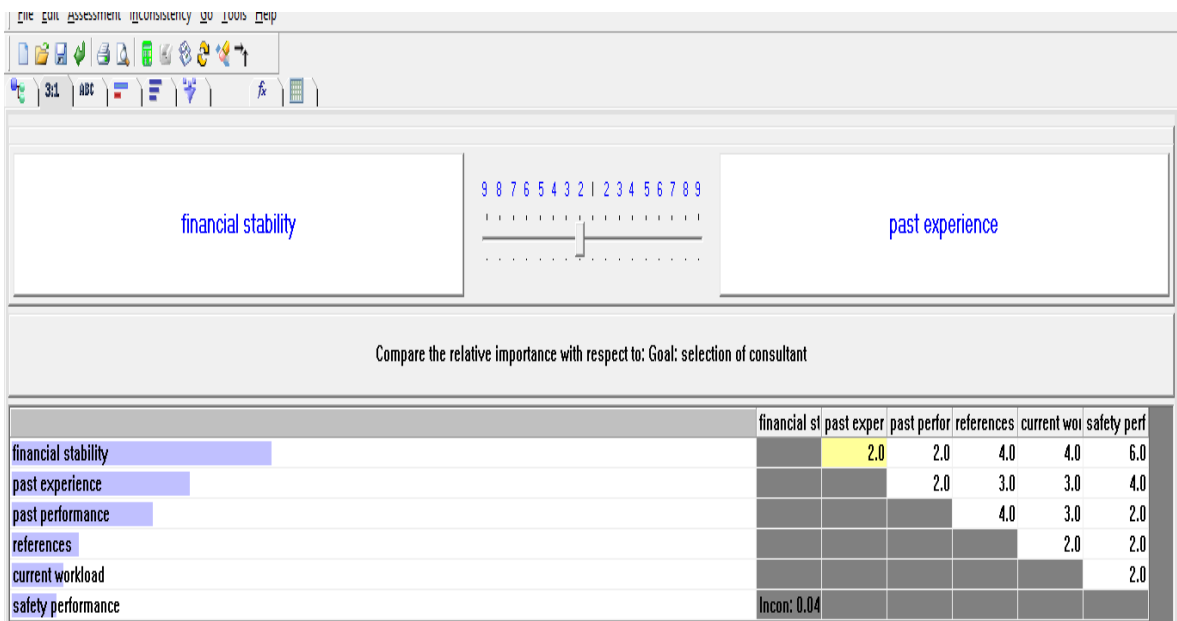 File Edit Assessment Inconsistency Go Tools Help
3:1 ABC fx
9 8 7 6 5 4 3 2 1 2 3 4 5 6 7 8 9
financial stability past experience
Compare the relative importance with respect to: Goal: selection of consultant
financial st past exper past perfor references current wor safety perf
financial stability 2.0 2.0 4.0 4.0 6.0
past experience 2.0 3.0 3.0 4.0
past performance 4.0 3.0 2.0
references 2.0 2.0
current workload 2.0
safety performance Incon: 0.04